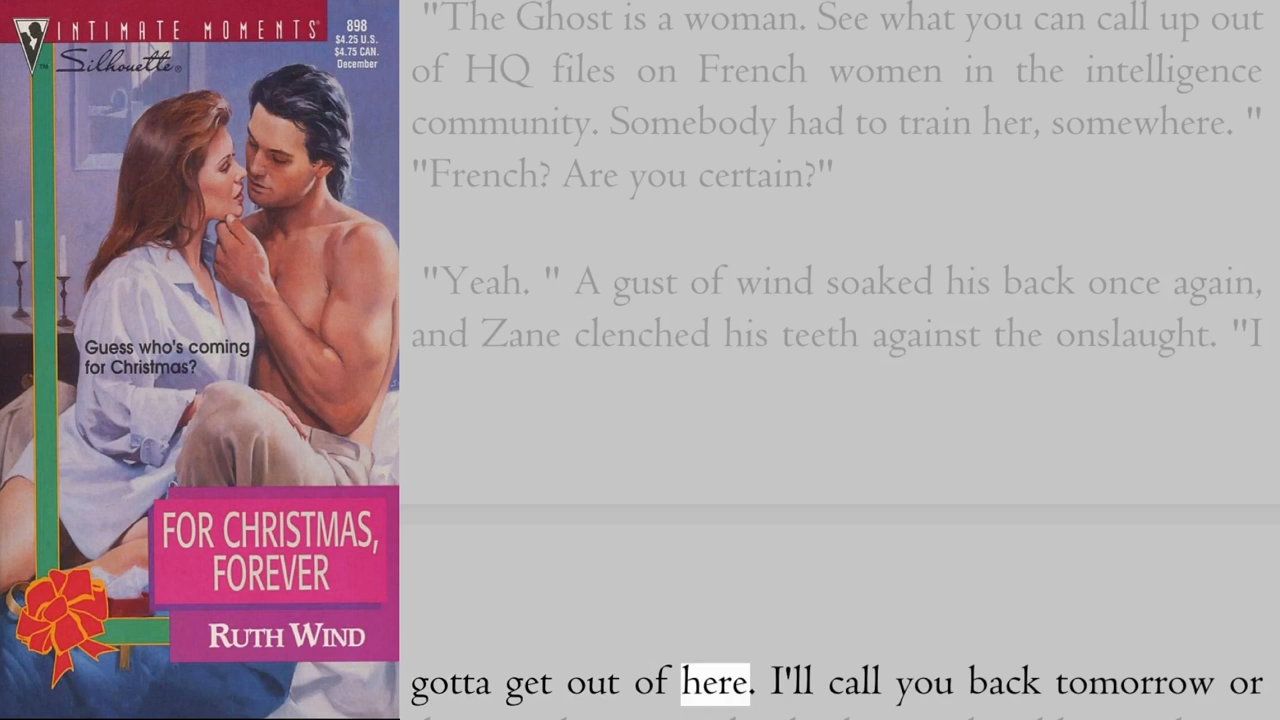 INTIMATE MOMENTS®
Silhouette®
TM
898
$4.25 U.S.
$4.75 CAN.
December
Guess who's coming
for Christmas?
FOR CHRISTMAS,
FOREVER
RUTH WIND
"The Ghost is a woman. See what you can call up out
of HQ files on French women in the intelligence
community. Somebody had to train her, somewhere. "
"French? Are you certain?"
"Yeah. " A gust of wind soaked his back once again,
and Zane clenched his teeth against the onslaught. "I
gotta get out of here. I'll call you back tomorrow or